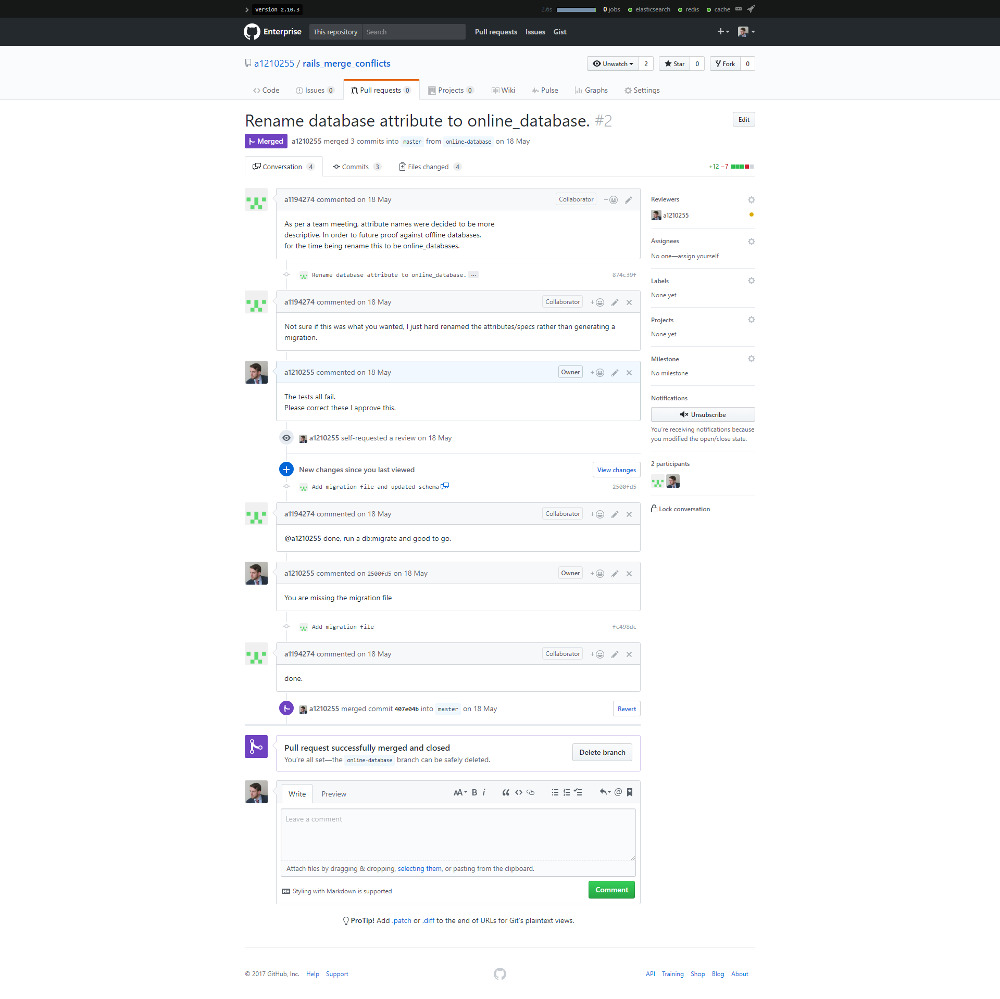 Version 2.10.3
2.6s 0 jobs elasticsearch redis cache
Enterprise This repository Search Pull requests Issues Gist
a1210255 / rails_merge_conflicts
Unwatch 2 Star 0 Fork 0
Code Issues 0 Pull requests 0 Projects 0 Wiki Pulse Graphs Settings
Rename database attribute to online_database. #2
Edit
Merged a1210255 merged 3 commits into master from online-database on 18 May
Conversation 4 Commits 3 Files changed 4
+12 −7
a1194274 commented on 18 May
Collaborator
As per a team meeting, attribute names were decided to be more
descriptive. In order to future proof against offline databases,
for the time being rename this to be online_databases.
Rename database attribute to online_database. …
874c39f
a1194274 commented on 18 May
Collaborator
Not sure if this was what you wanted, I just hard renamed the attributes/specs rather than generating a
migration.
a1210255 commented on 18 May
Owner
The tests all fail.
Please correct these I approve this.
a1210255 self-requested a review on 18 May
New changes since you last viewed
View changes
Add migration file and updated schema
2500fd5
a1194274 commented on 18 May
Collaborator
@a1210255 done, run a db:migrate and good to go.
a1210255 commented on 2500fd5 on 18 May
Owner
You are missing the migration file
Add migration file
fc498dc
a1194274 commented on 18 May
Collaborator
done.
a1210255 merged commit 407e04b into master on 18 May
Revert
Pull request successfully merged and closed
You're all set—the online-database branch can be safely deleted.
Delete branch
Write Preview
AA B i
Leave a comment
Attach files by dragging & dropping, selecting them, or pasting from the clipboard.
Styling with Markdown is supported
Comment
ProTip! Add .patch or .diff to the end of URLs for Git's plaintext views.
Reviewers
a1210255
Assignees
No one—assign yourself
Labels
None yet
Projects
None yet
Milestone
No milestone
Notifications
Unsubscribe
You're receiving notifications because
you modified the open/close state.
2 participants
Lock conversation
© 2017 GitHub, Inc. Help Support
API Training Shop Blog About